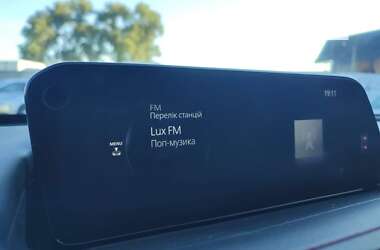 FM
Перелік станцій
19:11
Lux FM
MENU
Поп-музика